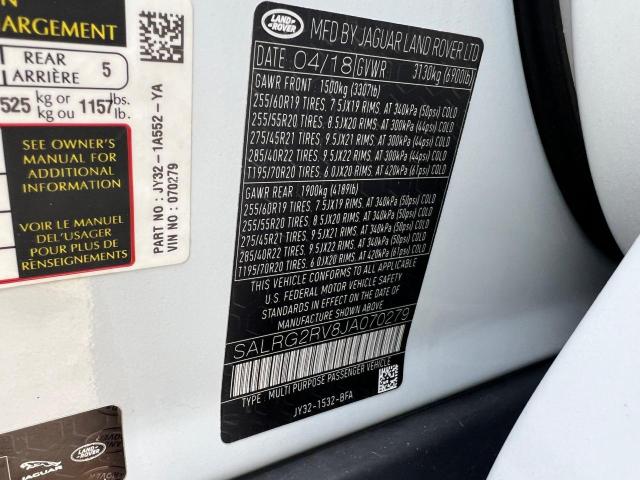 ON
REAR
ARRIÈRE 5
525 kg or 1157 lbs.
kg ou lb.
SEE OWNER'S
MANUAL FOR
ADDITIONAL
INFORMATION
VOIR LE MANUEL
DEL'USAGER
POUR PLUS DE
RENSEIGNEMENTS
PART NO : JY32-1A552-YA
VIN NO : 070279
LAND ROVER
MFD BY JAGUAR LAND ROVER LTD
DATE 04/18 GVWR 3130kg (6900lb)
GAWR FRONT 1500kg (3307lb)
255/60R19 TIRES, 7.5JX19 RIMS, AT 340kPa (50psi) COLD
255/55R20 TIRES, 8.5JX20 RIMS, AT 300kPa (44psi) COLD
275/45R21 TIRES, 9.5JX21 RIMS, AT 300kPa (44psi) COLD
285/40R22 TIRES, 9.5JX22 RIMS, AT 300kPa (44psi) COLD
T195/70R20 TIRES, 6.0JX20 RIMS, AT 420kPa (61psi) COLD
GAWR REAR 1900kg (4189lb)
255/60R19 TIRES, 7.5JX19 RIMS, AT 340kPa (50psi) COLD
255/55R20 TIRES, 8.5JX20 RIMS, AT 340kPa (50psi) COLD
275/45R21 TIRES, 9.5JX21 RIMS, AT 340kPa (50psi) COLD
285/40R22 TIRES, 9.5JX22 RIMS, AT 340kPa (50psi) COLD
T195/70R20 TIRES, 6.0JX20 RIMS, AT 420kPa (61psi) COLD
THIS VEHICLE CONFORMS TO ALL APPLICABLE
U.S. FEDERAL MOTOR VEHICLE SAFETY
STANDARDS IN EFFECT ON THE DATE OF
MANUFACTURE SHOWN ABOVE
SALRG2RV8JA070279
TYPE: MULTI PURPOSE PASSENGER VEHICLE
JY32-1532-BFA
JAGUAR
LAND ROVER